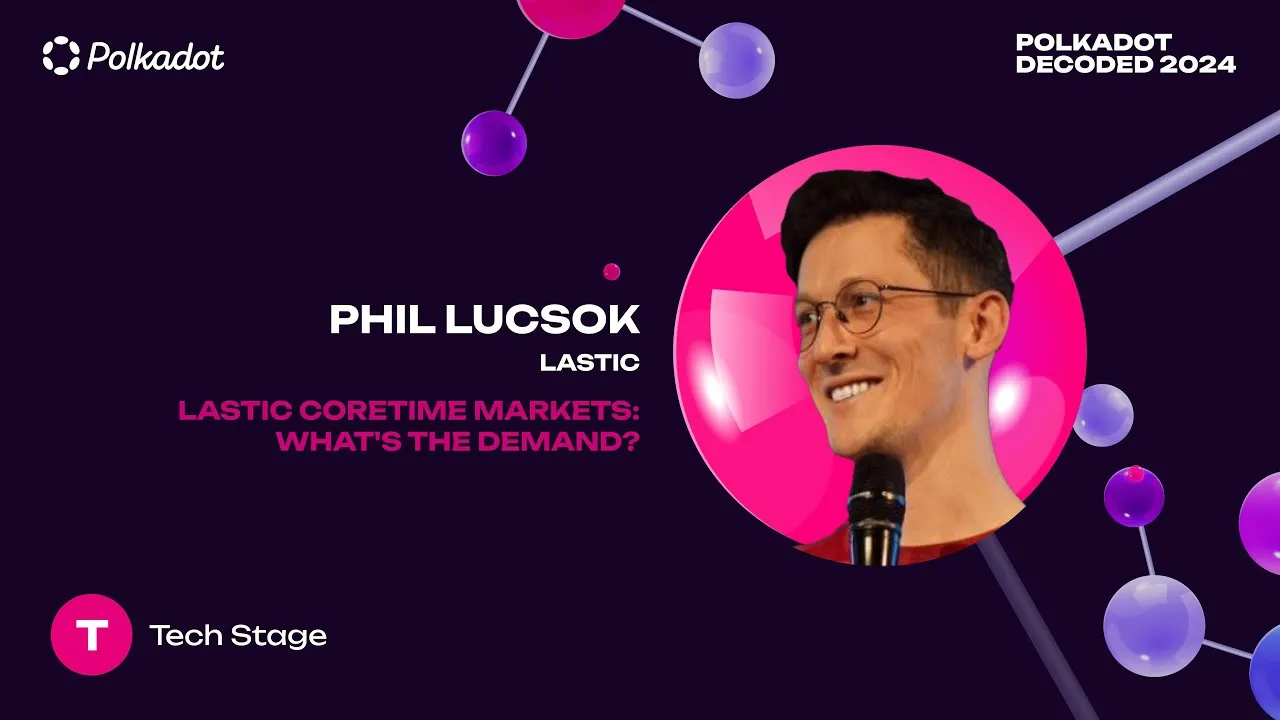 Polkadot
POLKADOT
DECODED 2024
PHIL LUCSOK
LASTIC
LASTIC CORETIME MARKETS:
WHAT'S THE DEMAND?
T
Tech Stage